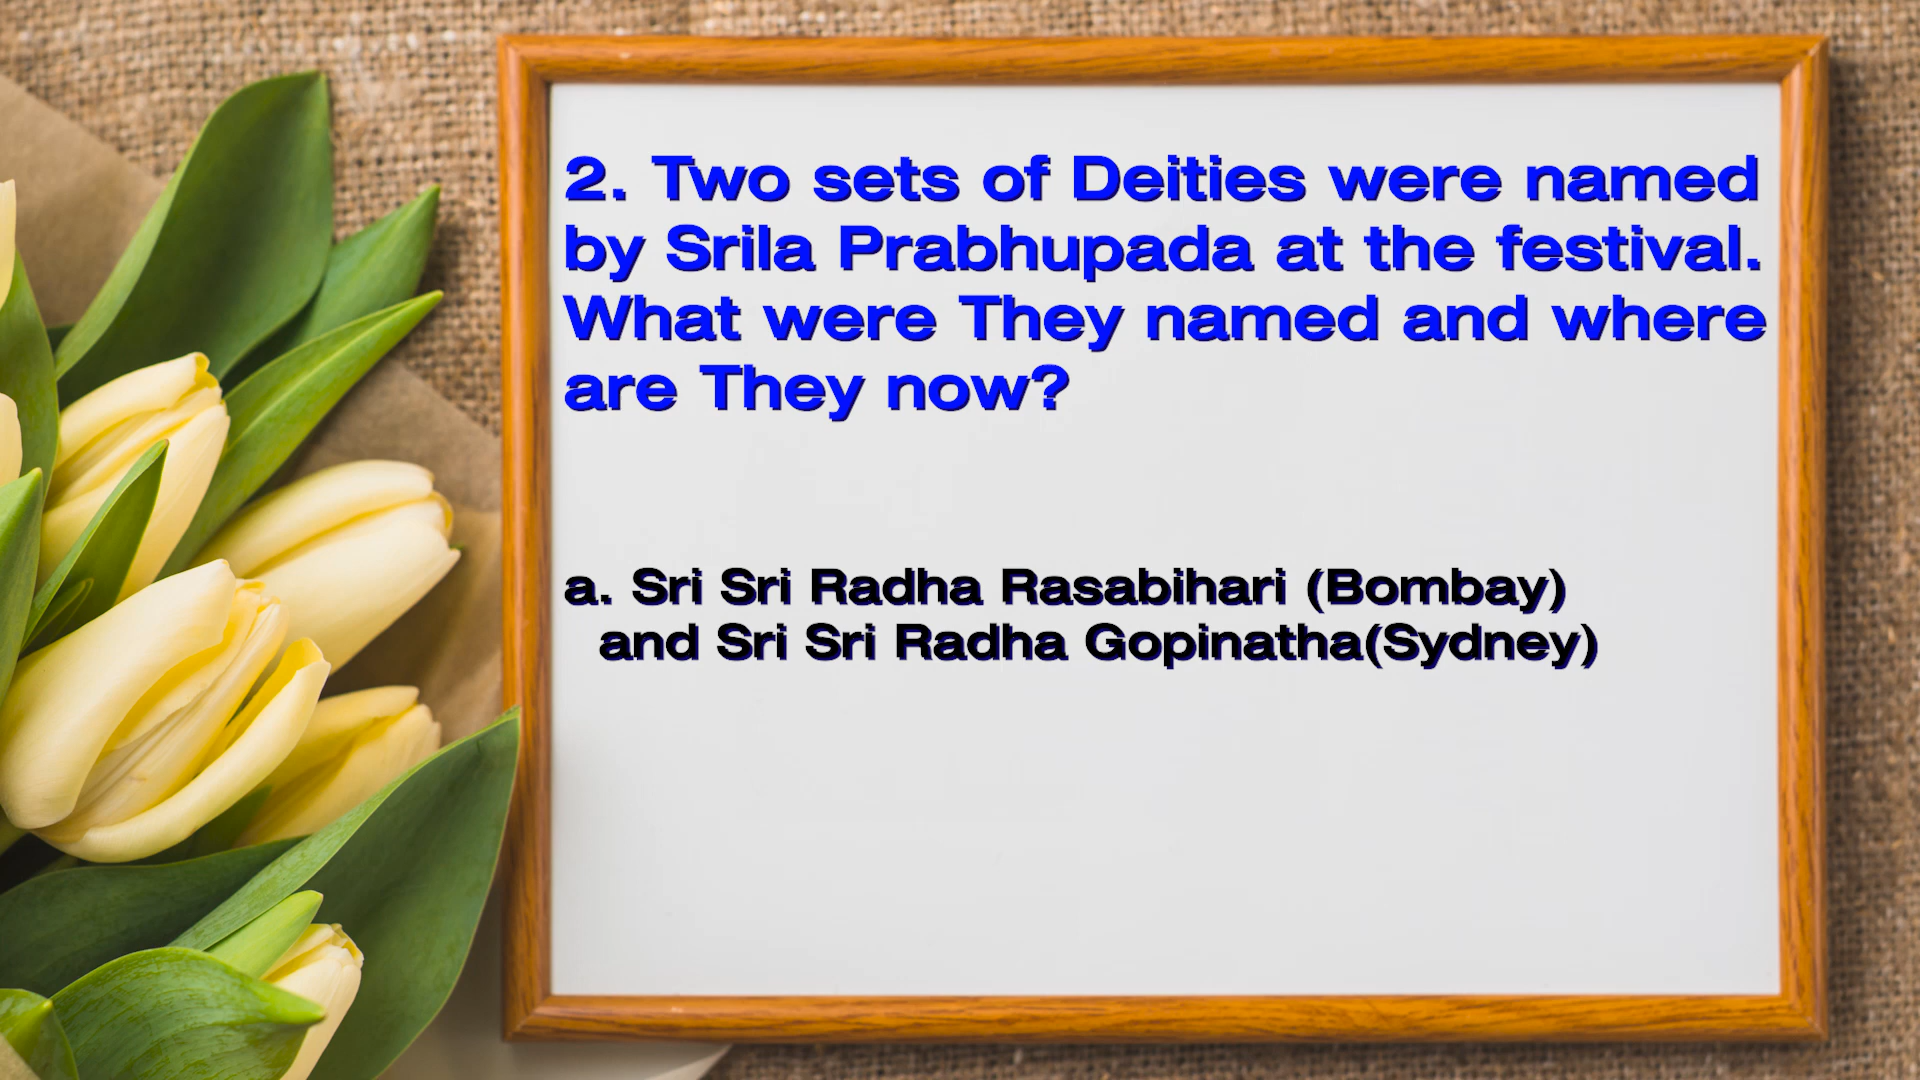 2. Two sets of Deities were named
by Srila Prabhupada at the festival.
What were They named and where
are They now?
a. Sri Sri Radha Rasabihari (Bombay)
and Sri Sri Radha Gopinatha(Sydney)